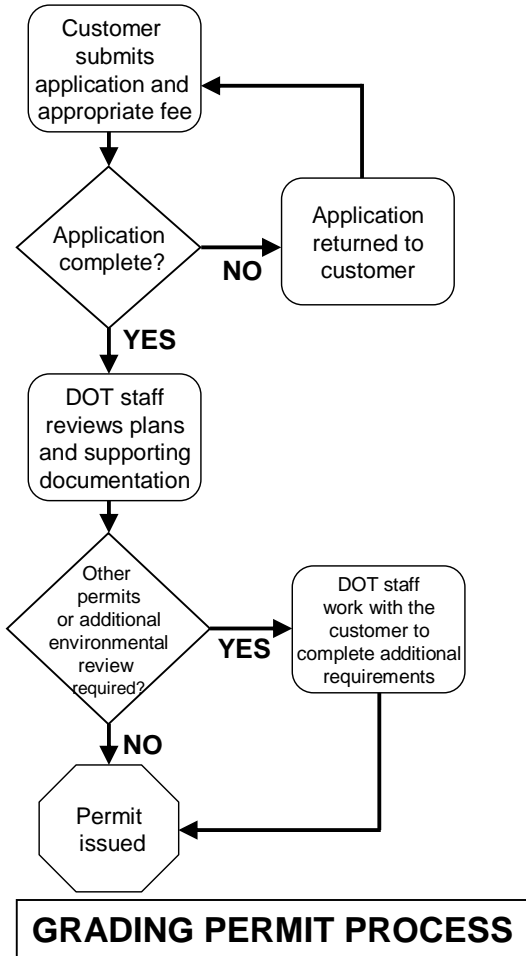 Customer
submits
application and
appropriate fee
Application
complete?
NO
Application
returned to
customer
YES
DOT staff
reviews plans
and supporting
documentation
Other
permits
or additional
environmental
review
required?
YES
DOT staff
work with the
customer to
complete additional
requirements
NO
Permit
issued
GRADING PERMIT PROCESS